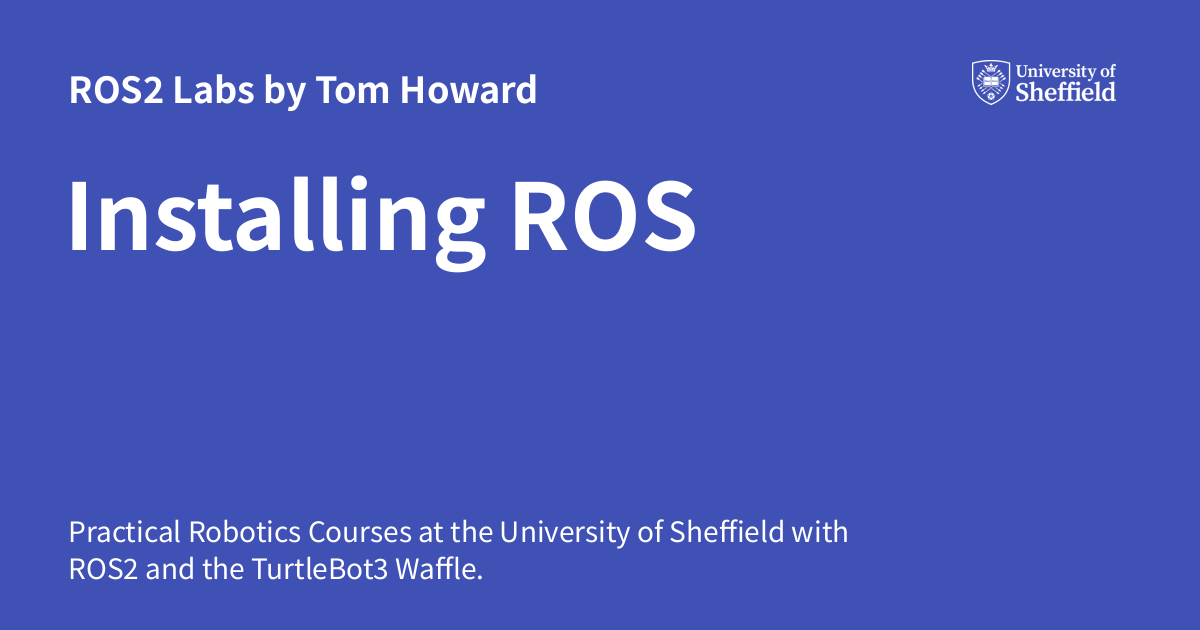 ROS2 Labs by Tom Howard
University of
Sheffield
Installing ROS
Practical Robotics Courses at the University of Sheffield with
ROS2 and the TurtleBot3 Waffle.